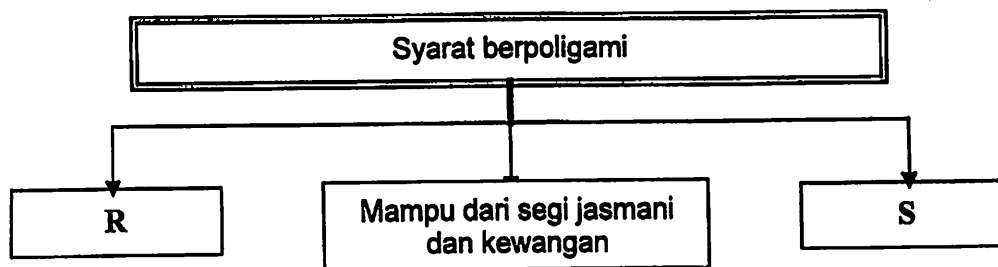 Syarat berpoligami
R
Mampu dari segi jasmani
dan kewangan
S